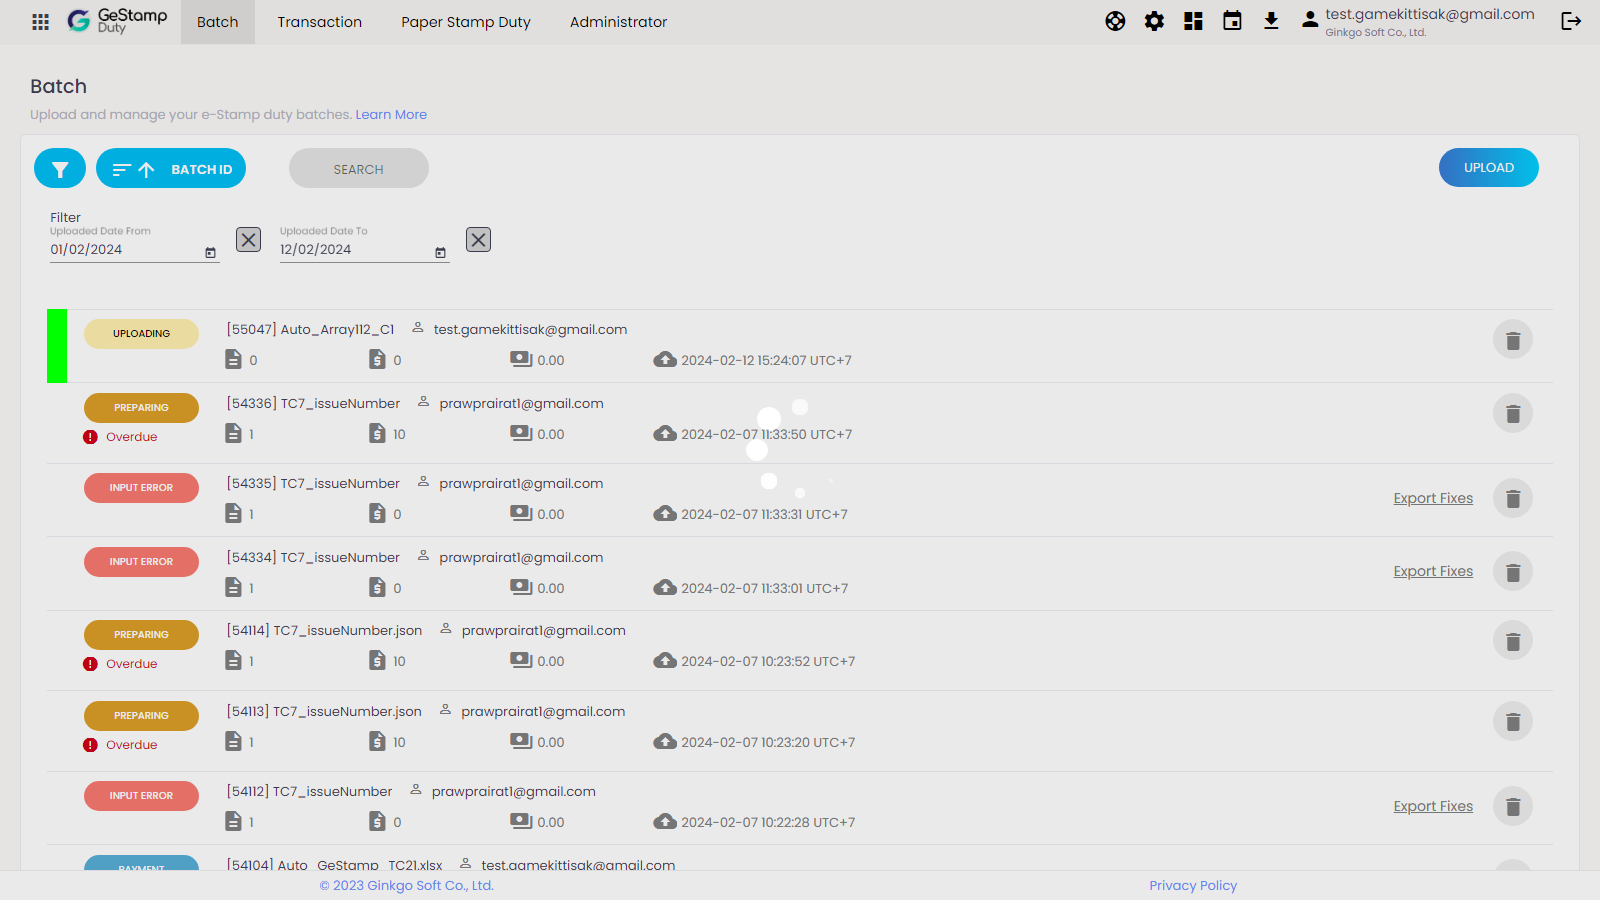 GeStamp
Duty
Batch
Transaction
Paper Stamp Duty
Administrator
test.gamekittisak@gmail.com
Ginkgo Soft Co., Ltd.
Batch
Upload and manage your e-Stamp duty batches. Learn More
BATCH ID
SEARCH
UPLOAD
Filter
Uploaded Date From
01/02/2024
Uploaded Date To
12/02/2024
UPLOADING
[55047] Auto_Array112_C1 test.gamekittisak@gmail.com
0 0 0.00 2024-02-12 15:24:07 UTC+7
PREPARING
[54336] TC7_issueNumber prawprairat1@gmail.com
Overdue
1 10 0.00 2024-02-07 11:33:50 UTC+7
INPUT ERROR
[54335] TC7_issueNumber prawprairat1@gmail.com
1 0 0.00 2024-02-07 11:33:31 UTC+7
Export Fixes
INPUT ERROR
[54334] TC7_issueNumber prawprairat1@gmail.com
1 0 0.00 2024-02-07 11:33:01 UTC+7
Export Fixes
PREPARING
[54114] TC7_issueNumber.json prawprairat1@gmail.com
Overdue
1 10 0.00 2024-02-07 10:23:52 UTC+7
PREPARING
[54113] TC7_issueNumber.json prawprairat1@gmail.com
Overdue
1 10 0.00 2024-02-07 10:23:20 UTC+7
INPUT ERROR
[54112] TC7_issueNumber prawprairat1@gmail.com
1 0 0.00 2024-02-07 10:22:28 UTC+7
Export Fixes
PAYMENT
[54104] Auto_GeStamp_TC21.xlsx test.gamekittisak@gmail.com
© 2023 Ginkgo Soft Co., Ltd.
Privacy Policy